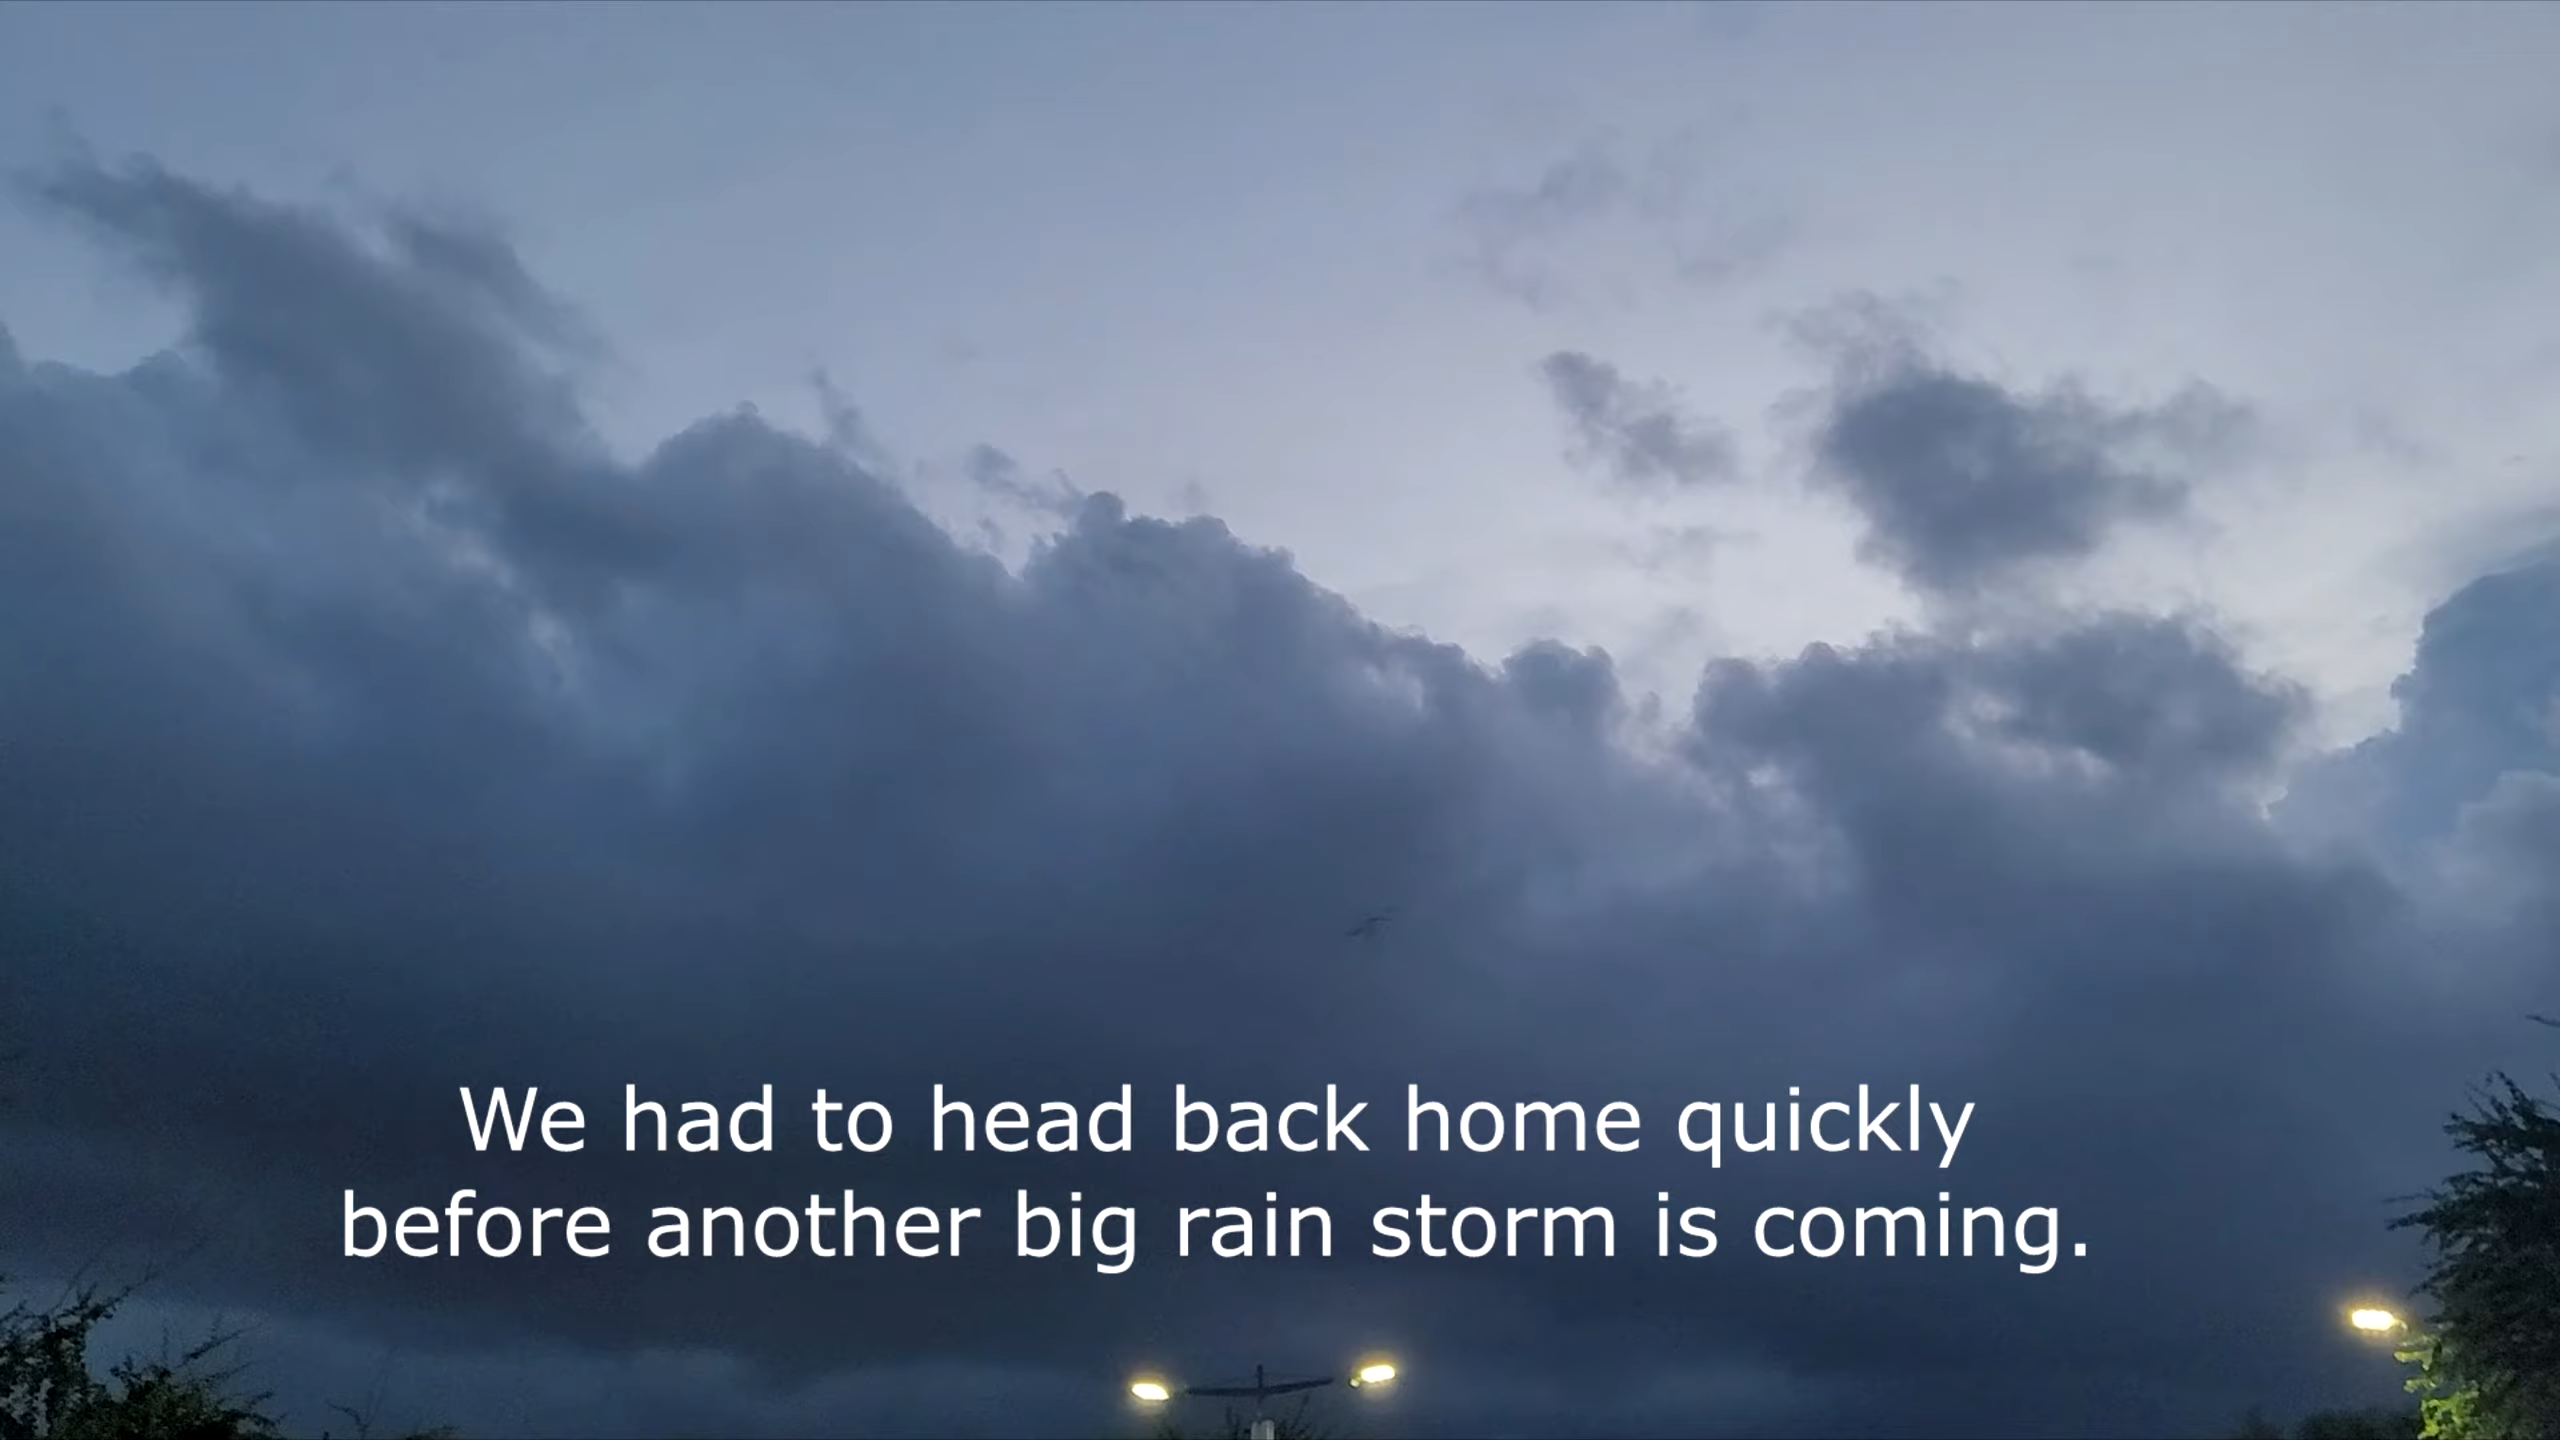 We had to head back home quickly
before another big rain storm is coming.